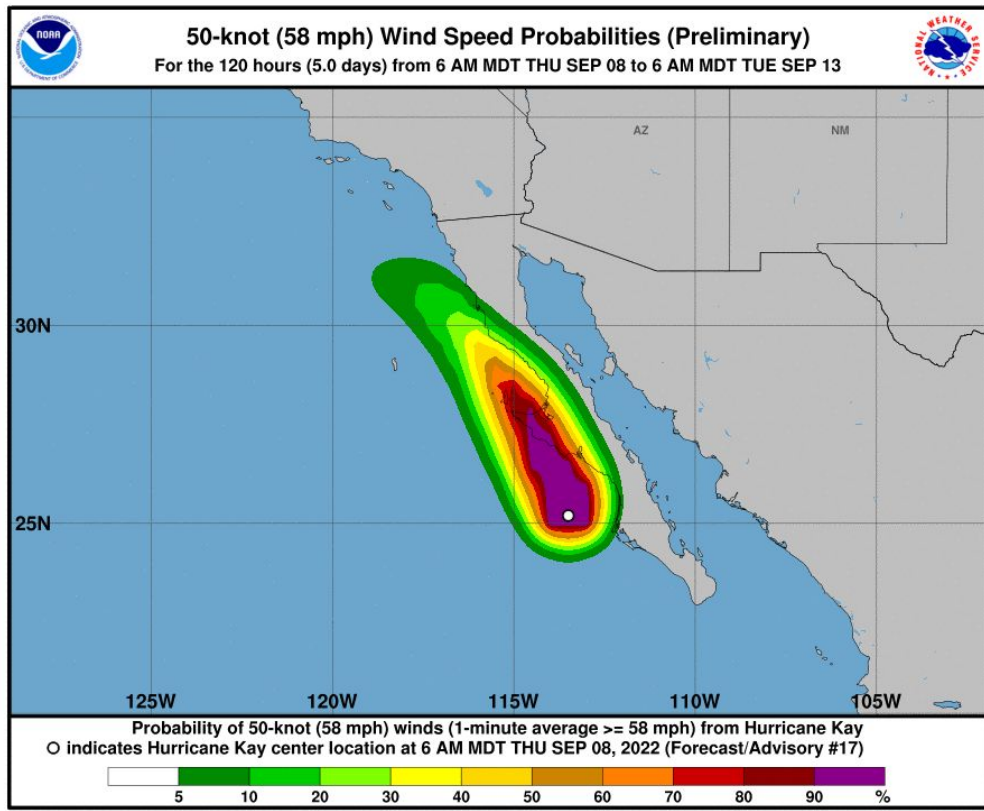 NOAA
NATIONAL WEATHER SERVICE
50-knot (58 mph) Wind Speed Probabilities (Preliminary)
For the 120 hours (5.0 days) from 6 AM MDT THU SEP 08 to 6 AM MDT TUE SEP 13
AZ
NM
30N
25N
125W
120W
115W
110W
105W
Probability of 50-knot (58 mph) winds (1-minute average >= 58 mph) from Hurricane Kay
indicates Hurricane Kay center location at 6 AM MDT THU SEP 08, 2022 (Forecast/Advisory #17)
5 10 20 30 40 50 60 70 80 90 %